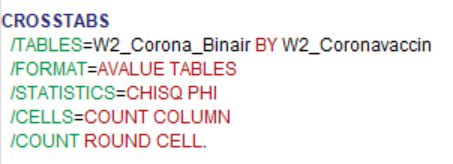 CROSSTABS
/TABLES=W2_Corona_Binair BY W2_Coronavaccin
/FORMAT=AVALUE TABLES
/STATISTICS=CHISQ PHI
/CELLS=COUNT COLUMN
/COUNT ROUND CELL.